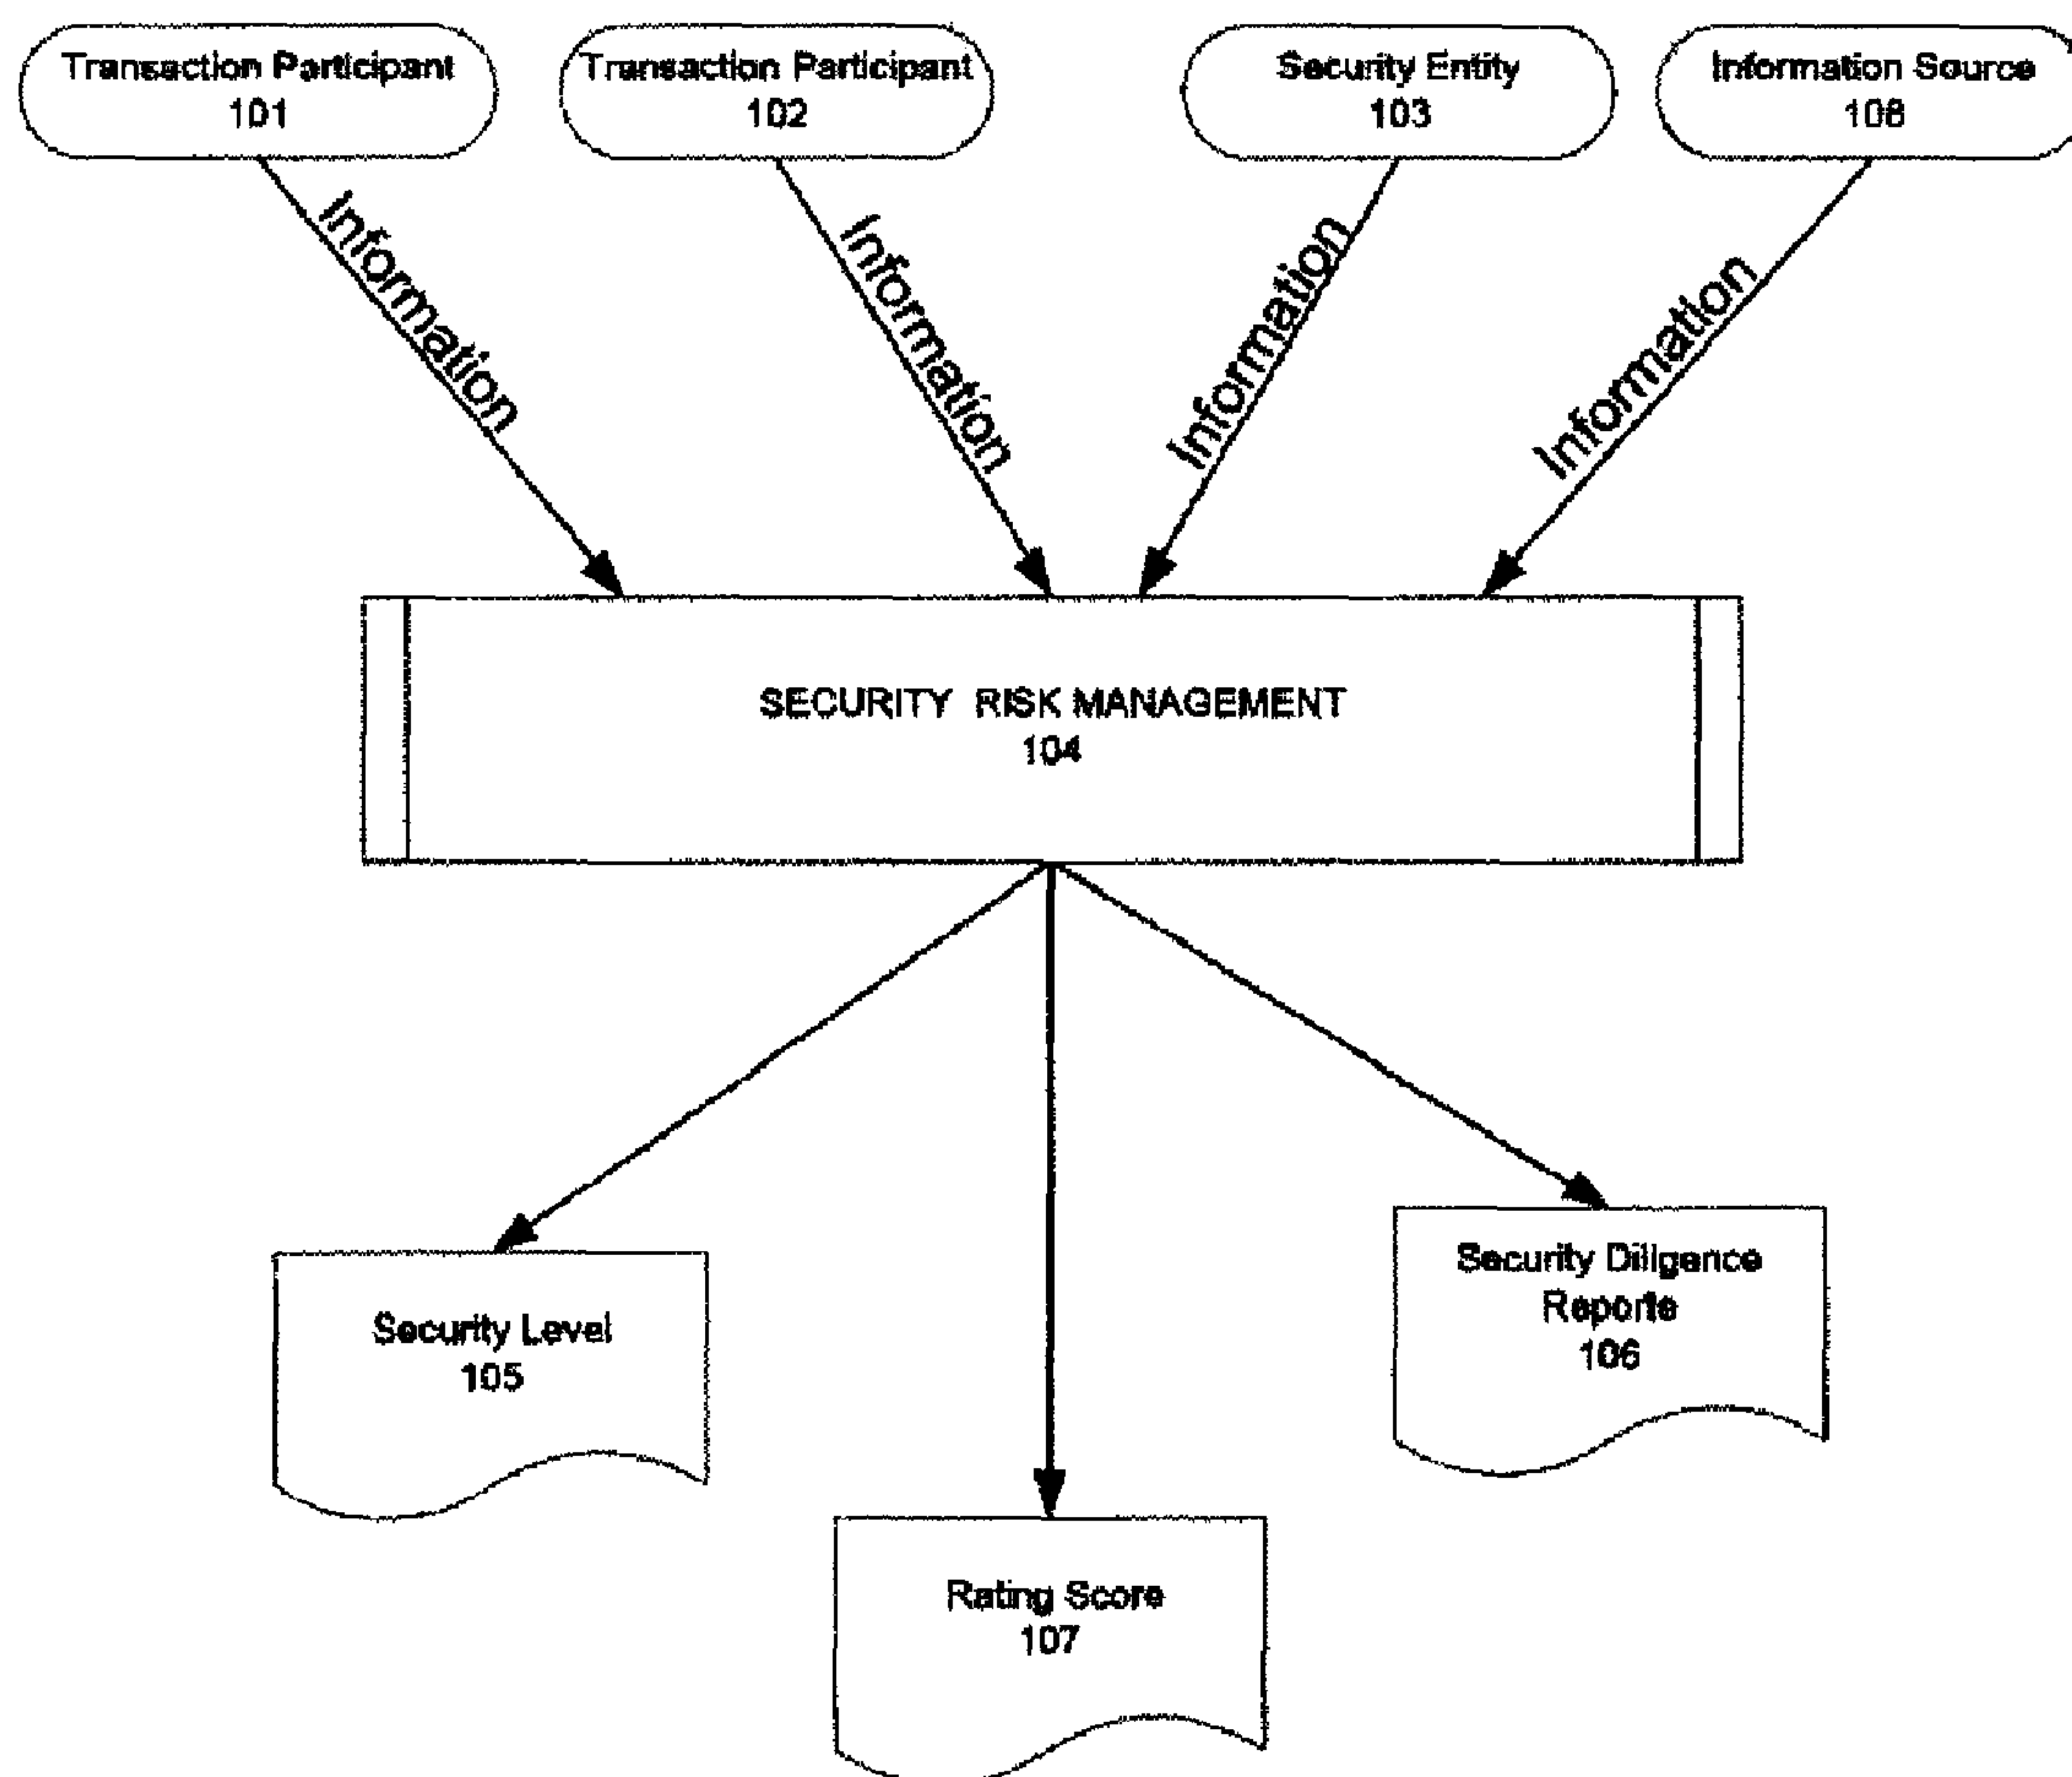 Transaction Participant
101
Transaction Participant
102
Security Entity
103
Information Source
108
Information
Information
Information
Information
SECURITY RISK MANAGEMENT
104
Security Level
105
Security Diligence
Reports
106
Rating Score
107